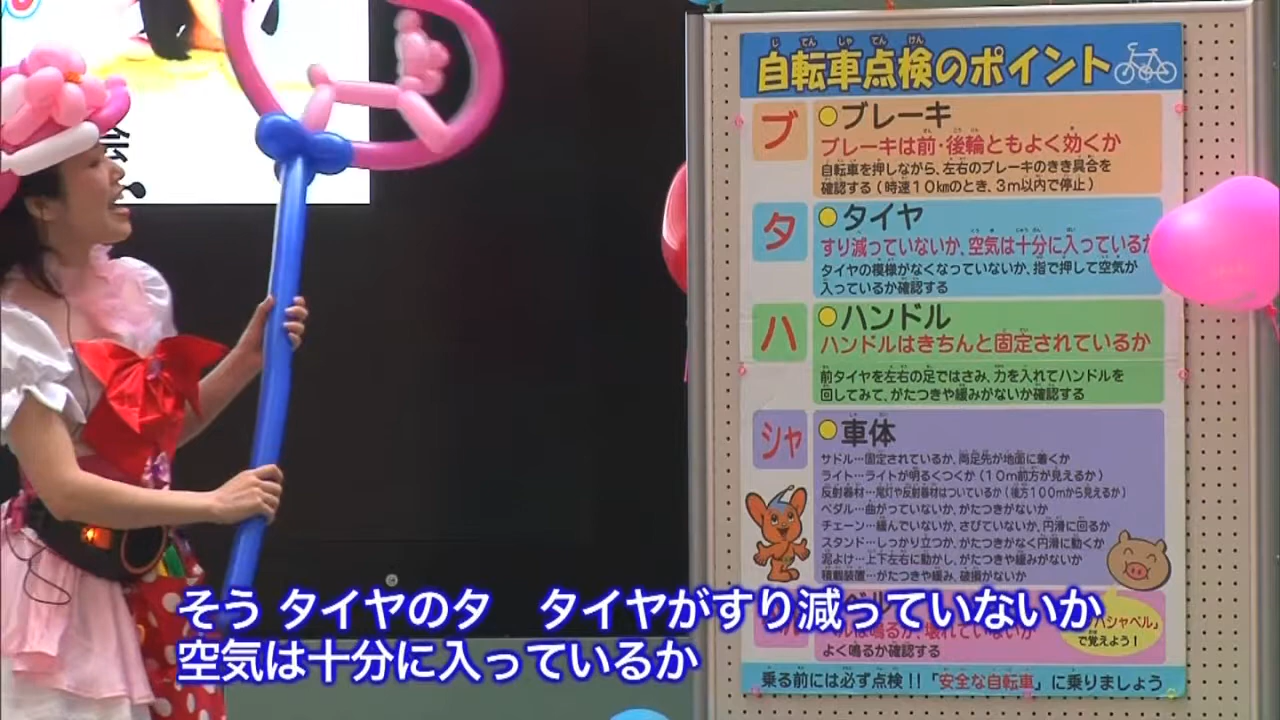 自転車点検のポイント
ブ
●ブレーキ
ブレーキは前・後輪ともよく効くか
自転車を押しながら、左右のブレーキのきき具合を
確認する(時速10kmのとき、3m以内で停止)
タ
●タイヤ
すり減っていないか、空気は十分に入っているか
タイヤの模様がなくなっていないか、指で押して空気が
入っているか確認する
ハ
●ハンドル
ハンドルはきちんと固定されているか
前タイヤを左右の足ではさみ、力を入れてハンドルを
回してみて、がたつきや緩みがないか確認する
シャ
●車体
サドル…固定されているか、両足先が地面に着くか
ライト…ライトが明るくつくか(10m前方が見えるか)
反射器材…尾灯や反射器材はついているか(後方100mから見えるか)
ペダル…曲がっていないか、がたつきがないか
チェーン…緩んでいないか、さびていないか、円滑に回るか
スタンド…しっかり立つか、がたつきがなく円滑に動くか
泥よけ…上下左右に動かし、がたつきや緩みがないか
積載装置…がたつきや緩み、破損がないか
ベル
は鳴るか、壊れていないか
よく鳴るか確認する
ハシャベル」
で覚えよう!
乗る前には必ず点検!!「安全な自転車」に乗りましょう
そう タイヤのタ　タイヤがすり減っていないか
空気は十分に入っているか